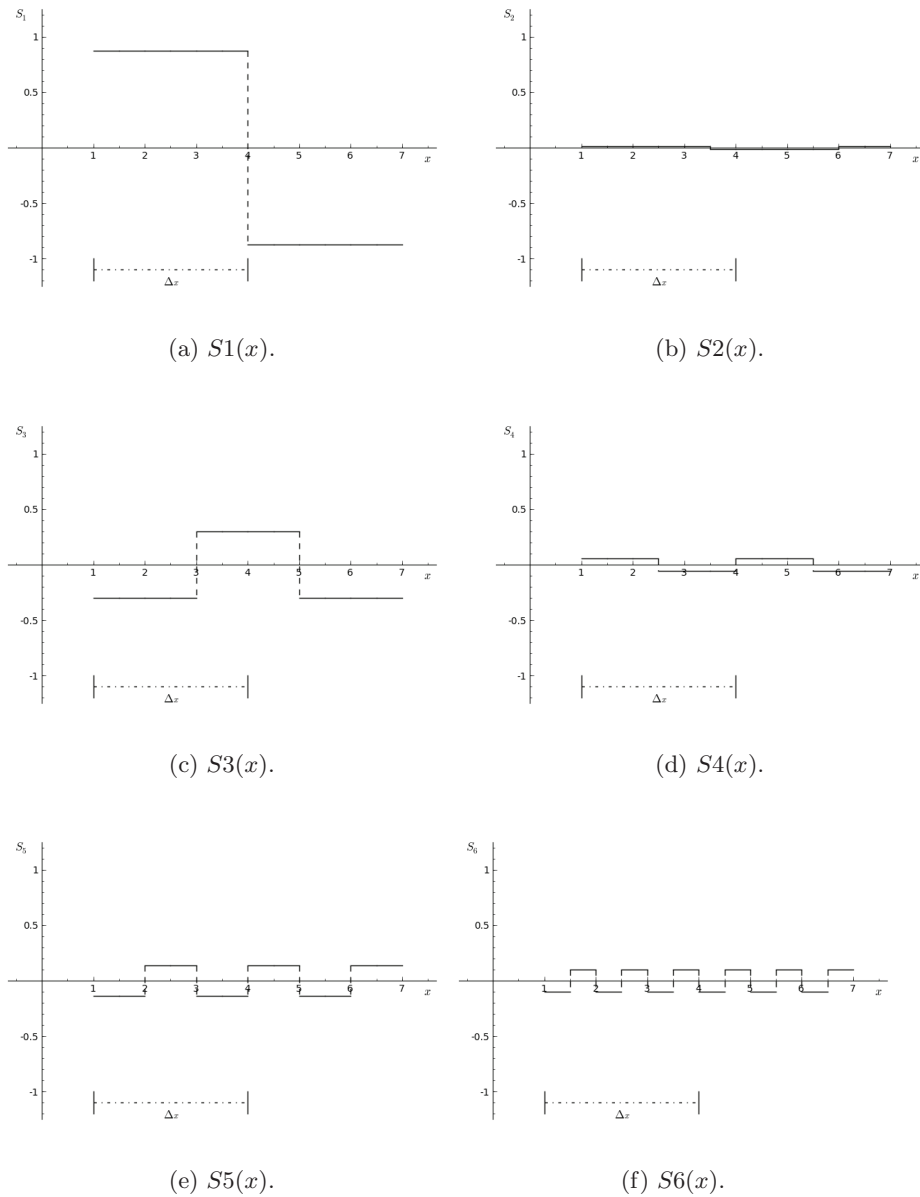 S₁
1
0.5
1 2 3 4 5 6 7 x
-0.5
-1
Δx
(a) S1(x).
S₂
1
0.5
1 2 3 4 5 6 7 x
-0.5
-1
Δx
(b) S2(x).
S₃
1
0.5
1 2 3 4 5 6 7 x
-0.5
-1
Δx
(c) S3(x).
S₄
1
0.5
1 2 3 4 5 6 7 x
-0.5
-1
Δx
(d) S4(x).
S₅
1
0.5
1 2 3 4 5 6 7 x
-0.5
-1
Δx
(e) S5(x).
S₆
1
0.5
1 2 3 4 5 6 7 x
-0.5
-1
Δx
(f) S6(x).